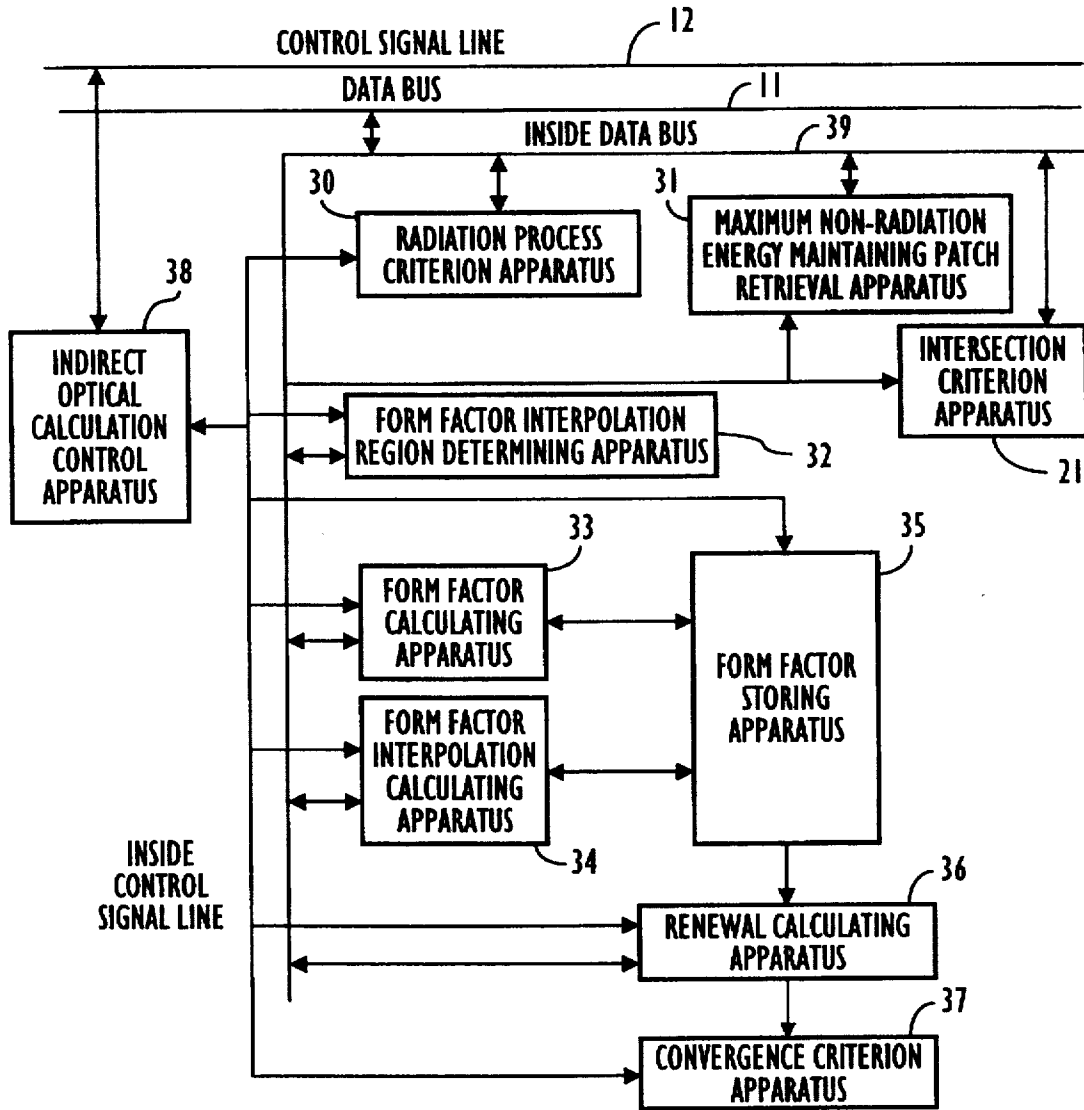 12
CONTROL SIGNAL LINE
DATA BUS
11
INSIDE DATA BUS
39
30
RADIATION PROCESS
CRITERION APPARATUS
31
MAXIMUM NON-RADIATION
ENERGY MAINTAINING PATCH
RETRIEVAL APPARATUS
38
INDIRECT
OPTICAL
CALCULATION
CONTROL
APPARATUS
INTERSECTION
CRITERION
APPARATUS
21
FORM FACTOR INTERPOLATION
REGION DETERMINING APPARATUS
32
33
FORM FACTOR
CALCULATING
APPARATUS
35
FORM FACTOR
STORING
APPARATUS
FORM FACTOR
INTERPOLATION
CALCULATING
APPARATUS
34
INSIDE
CONTROL
SIGNAL LINE
36
RENEWAL CALCULATING
APPARATUS
37
CONVERGENCE CRITERION
APPARATUS